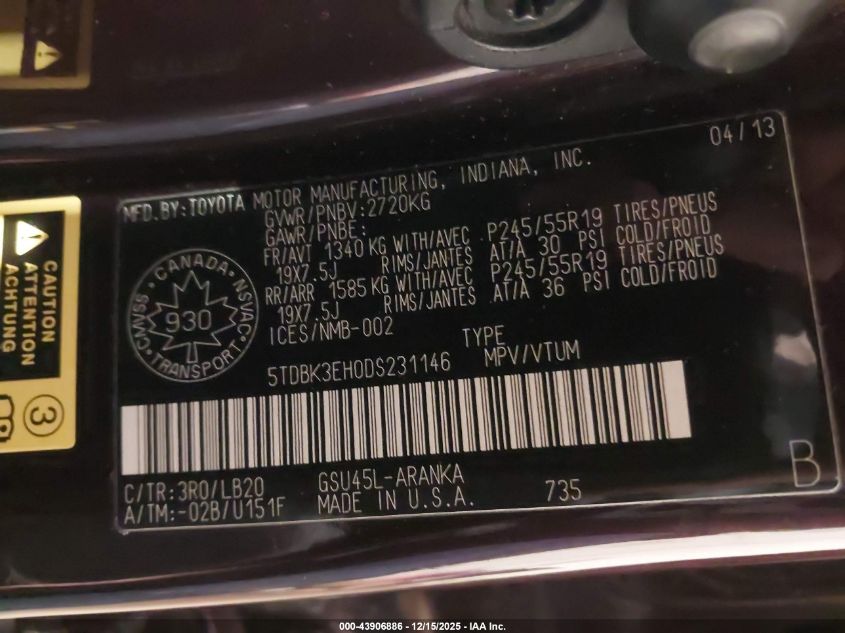 04/13
MFD.BY:TOYOTA MOTOR MANUFACTURING, INDIANA, INC.
GVWR/PNBV:2720KG
GAWR/PNBE:
FR/AVT 1340 KG WITH/AVEC P245/55R19 TIRES/PNEUS
19X7.5J RIMS/JANTES AT/A 30 PSI COLD/FROID
RR/ARR 1585 KG WITH/AVEC P245/55R19 TIRES/PNEUS
19X7.5J RIMS/JANTES AT/A 36 PSI COLD/FROID
ICES/NMB-002
CANADA
CMVSS
NSVAC
930
TRANSPORT
TYPE
5TDBK3EH0DS231146 MPV/VTUM
C/TR:3R0/LB20 GSU45L-ARANKA
A/TM:-02B/U151F MADE IN U.S.A. 735
B
CAUTION
ATTENTION
ACHTUNG
3
000-43906886 - 12/15/2025 - IAA Inc.